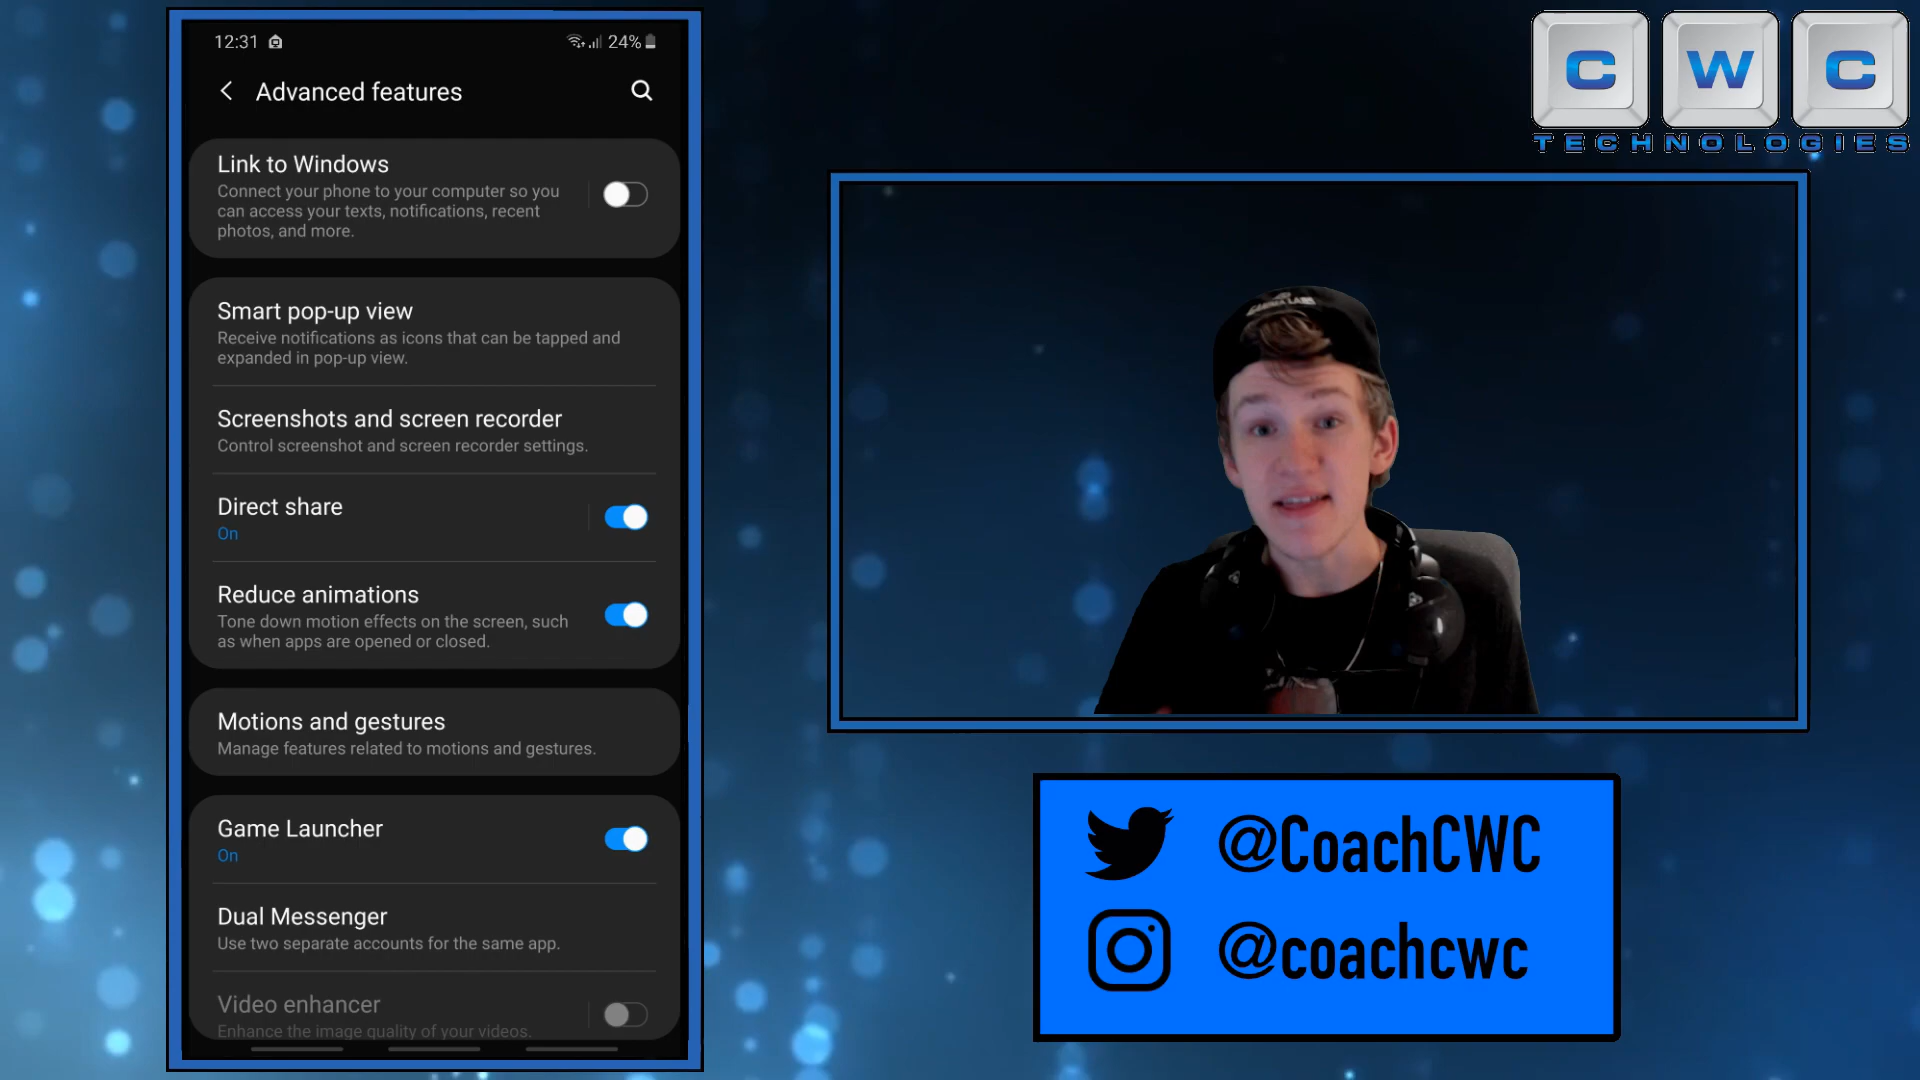 12:31
24%
Advanced features
Link to Windows
Connect your phone to your computer so you
can access your texts, notifications, recent
photos, and more.
Smart pop-up view
Receive notifications as icons that can be tapped and
expanded in pop-up view.
Screenshots and screen recorder
Control screenshot and screen recorder settings.
Direct share
On
Reduce animations
Tone down motion effects on the screen, such
as when apps are opened or closed.
Motions and gestures
Manage features related to motions and gestures.
Game Launcher
On
Dual Messenger
Use two separate accounts for the same app.
Video enhancer
Enhance the image quality of your videos.
C W C
TECHNOLOGIES
@CoachCWC
@coachcwc